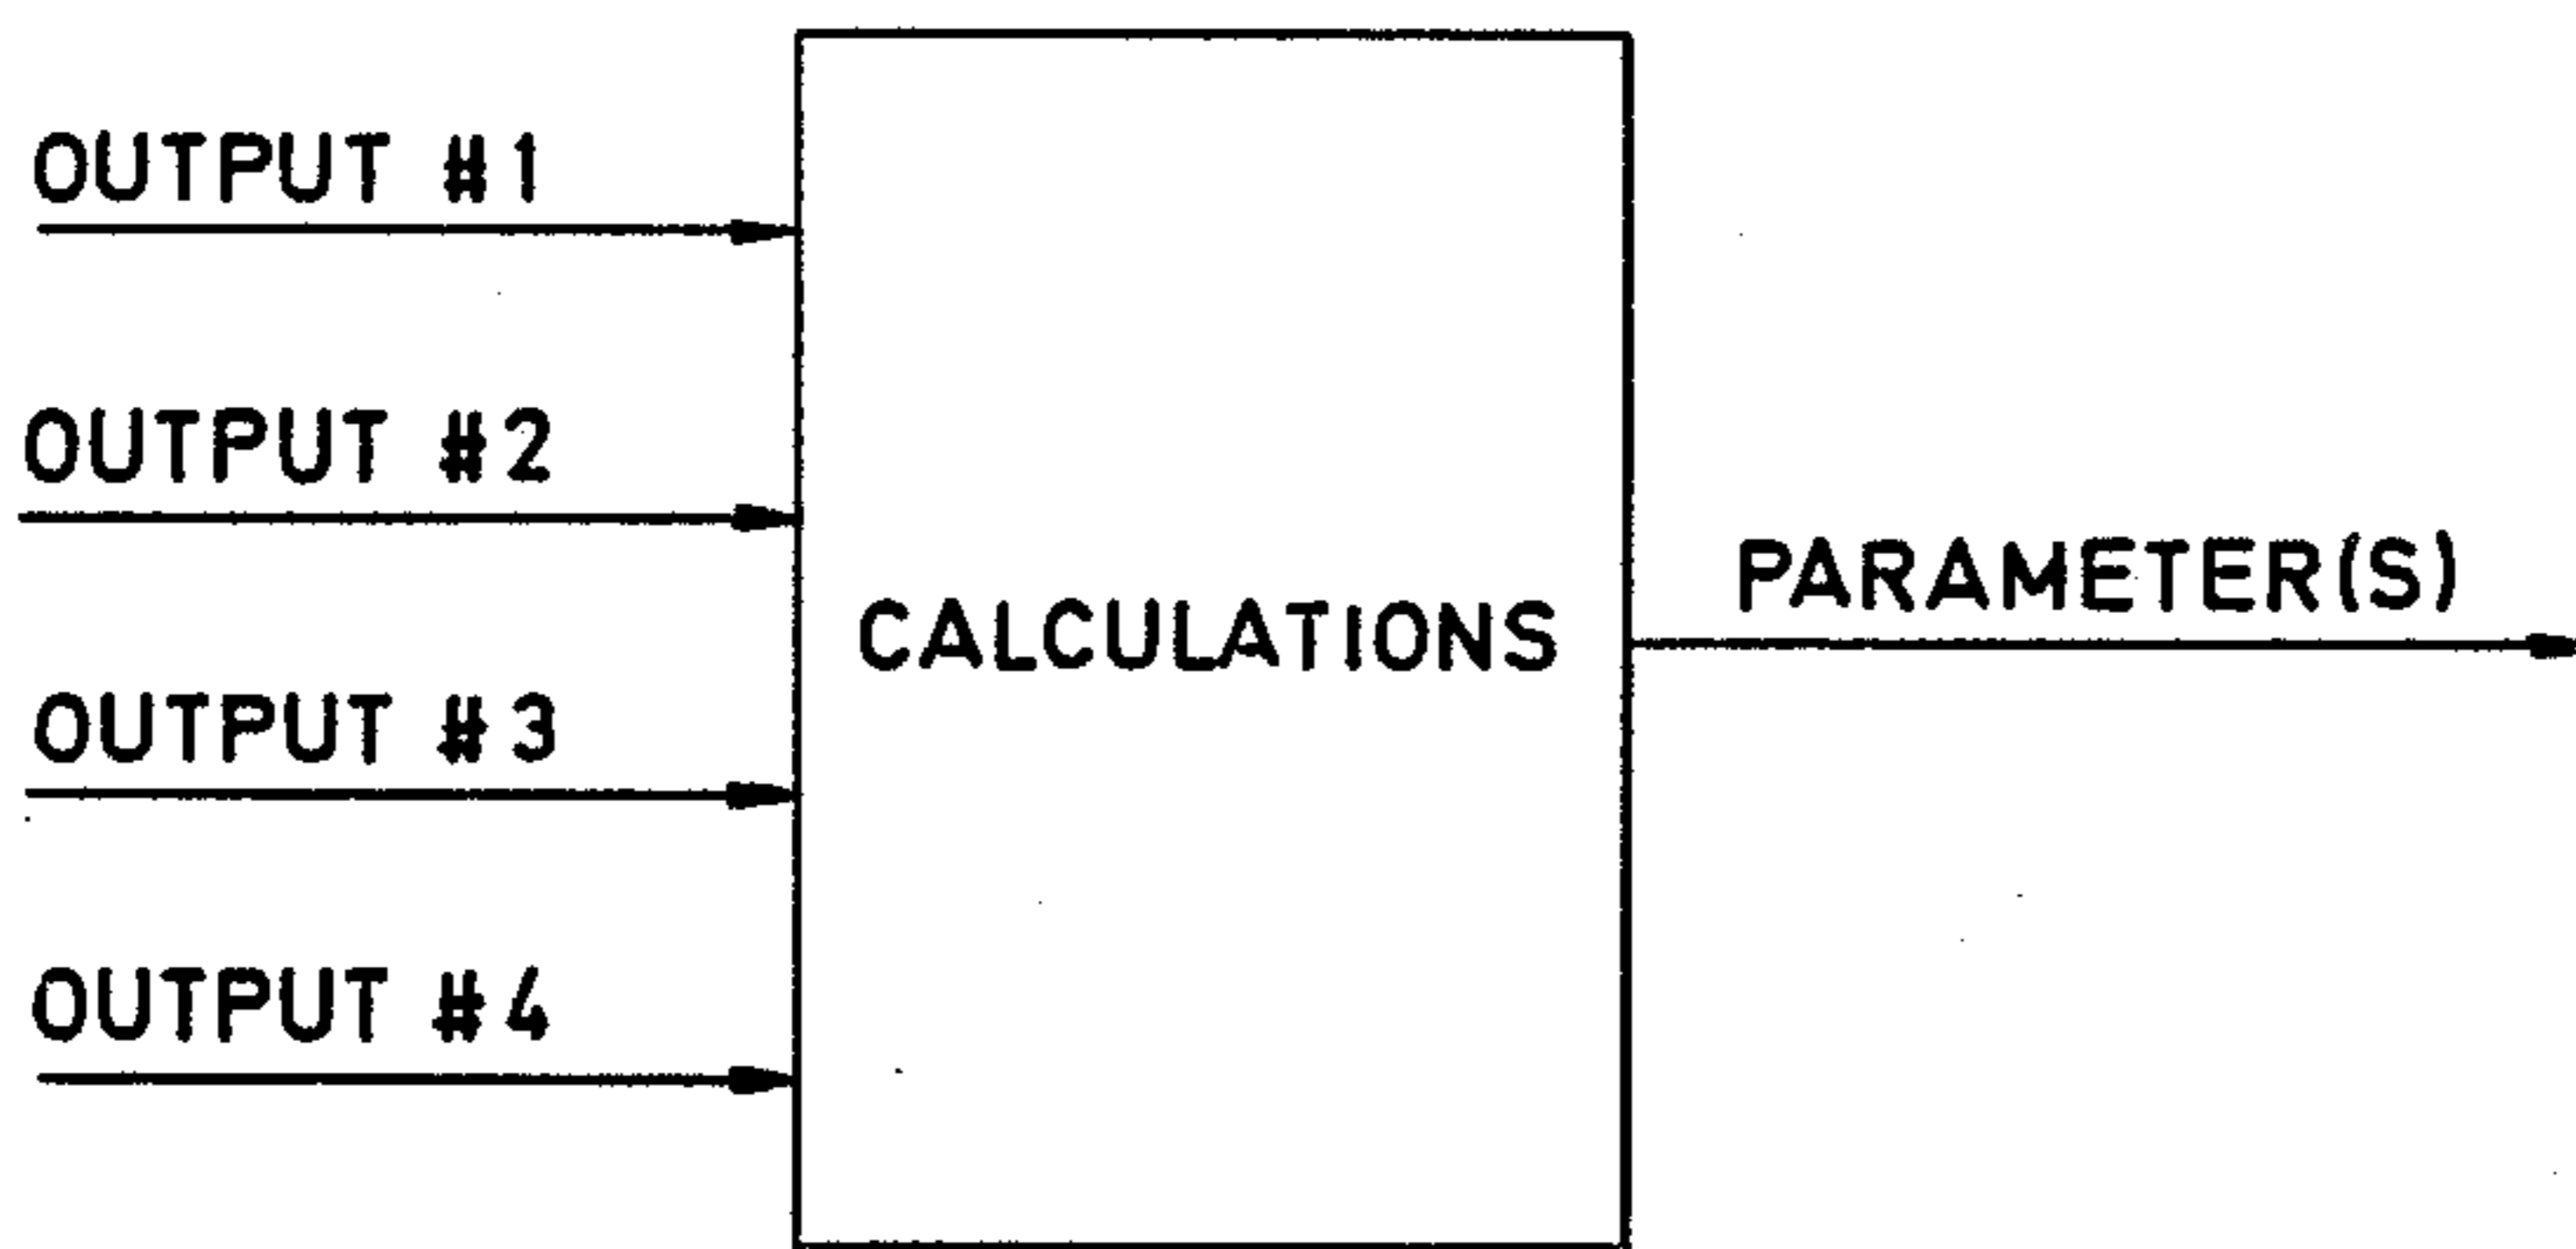 OUTPUT #1
OUTPUT #2
OUTPUT #3
OUTPUT #4
CALCULATIONS
PARAMETER(S)